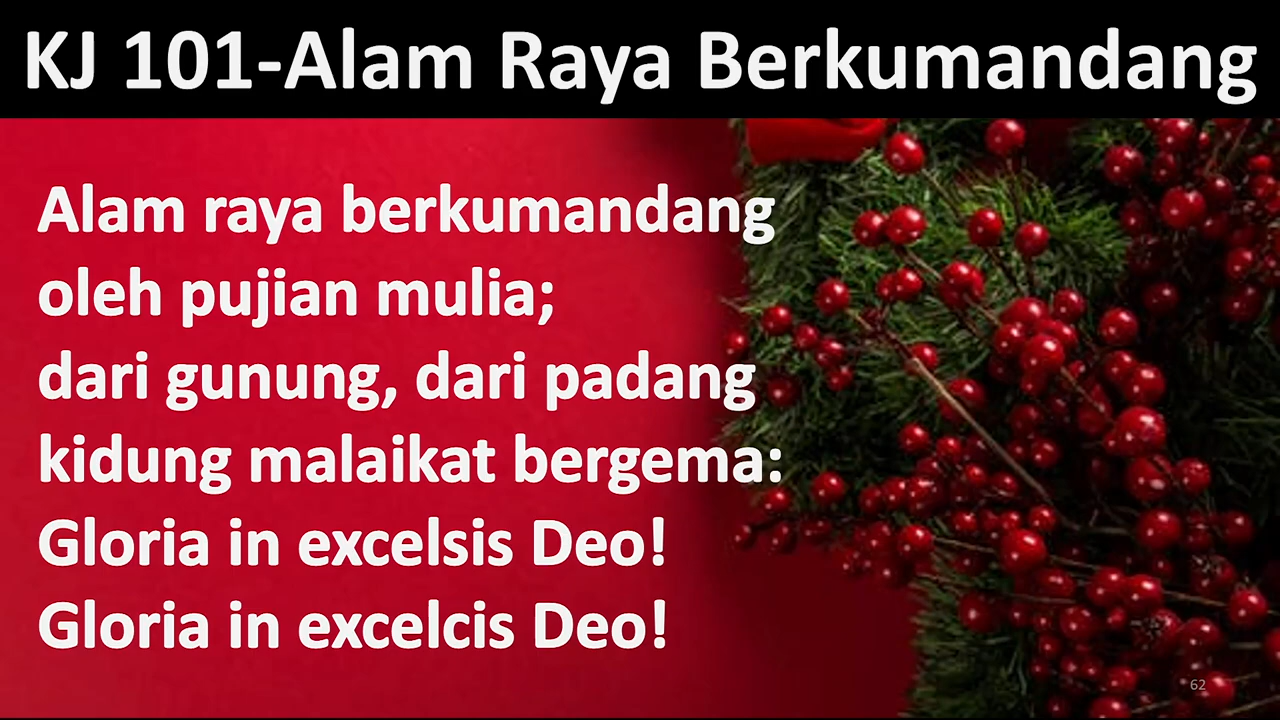 KJ 101-Alam Raya Berkumandang
Alam raya berkumandang
oleh pujian mulia;
dari gunung, dari padang
kidung malaikat bergema:
Gloria in excelsis Deo!
Gloria in excelcis Deo!
62